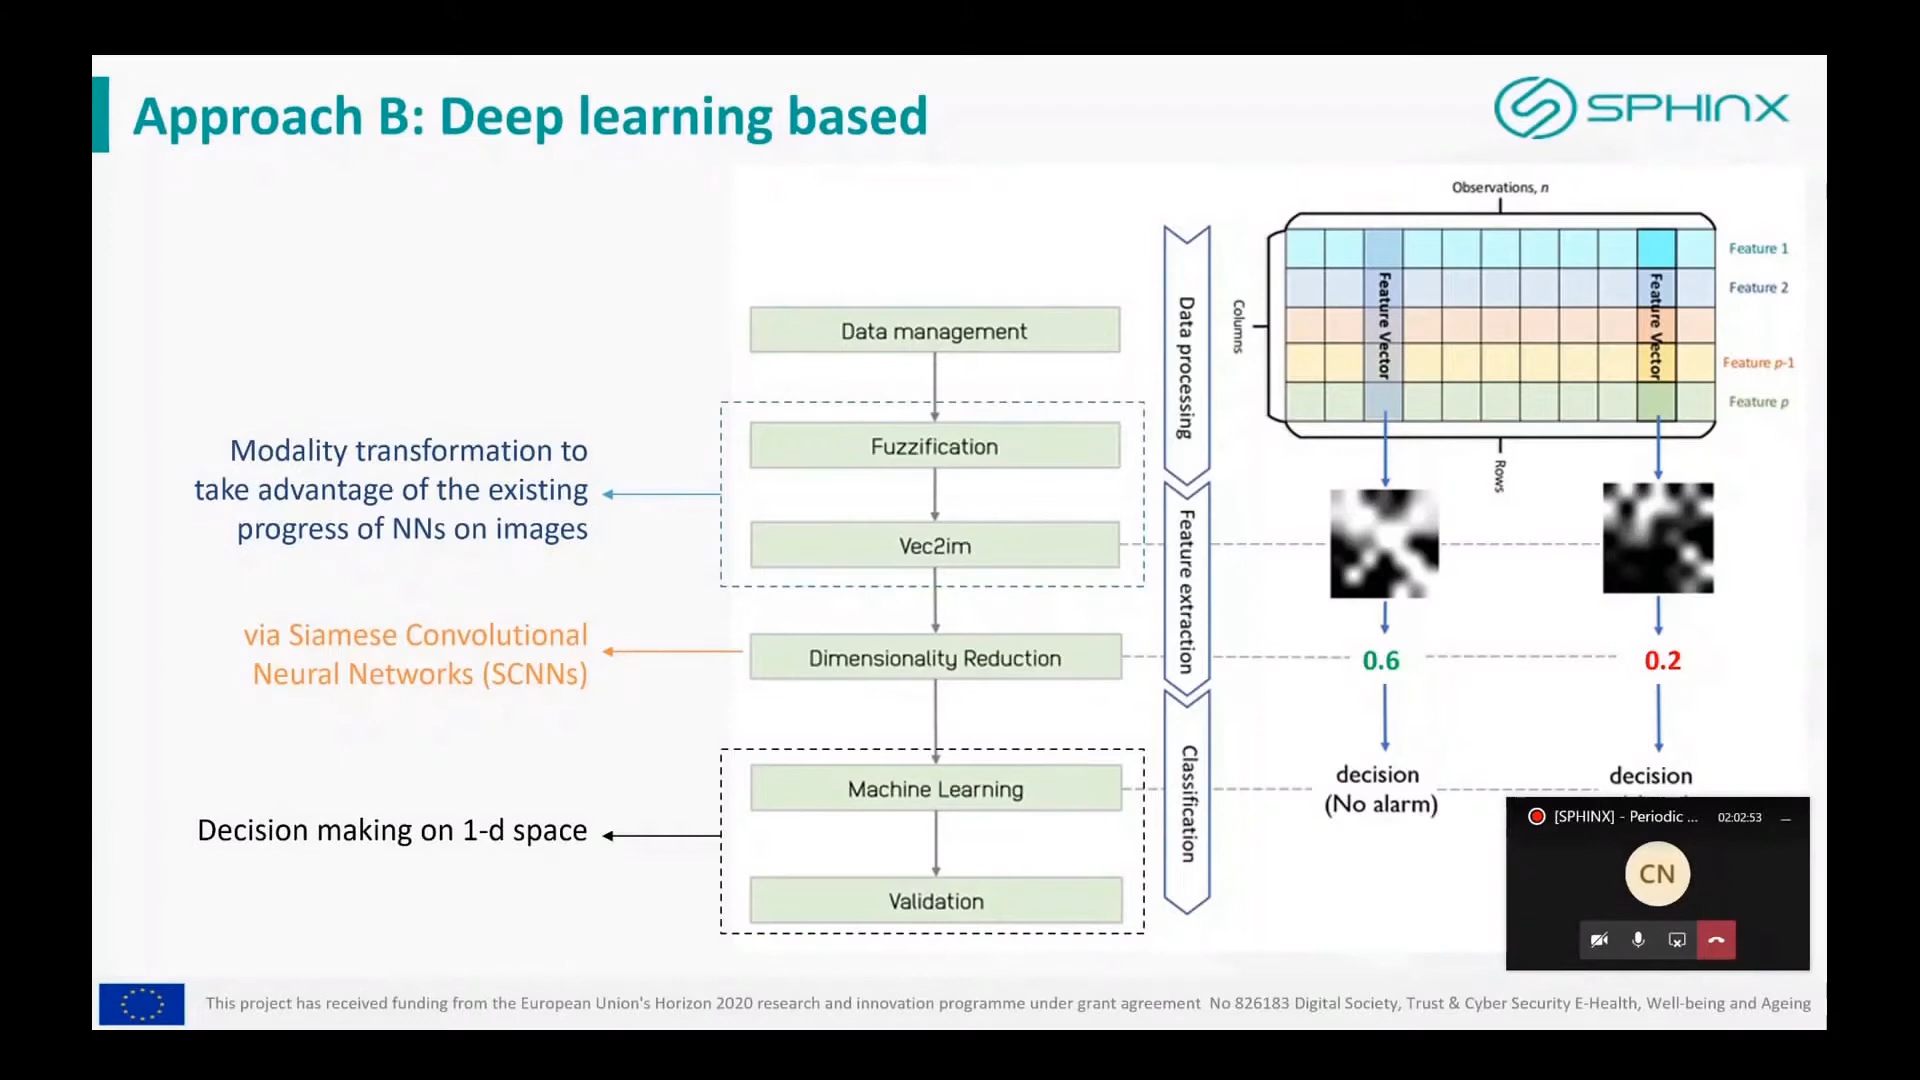 Approach B: Deep learning based
SPHINX
Observations, n
Columns
Feature Vector
Feature Vector
Feature 1
Feature 2
Feature p-1
Feature p
Rows
Data processing
Feature extraction
Classification
Data management
Fuzzification
Vec2im
Dimensionality Reduction
Machine Learning
Validation
Modality transformation to
take advantage of the existing
progress of NNs on images
via Siamese Convolutional
Neural Networks (SCNNs)
Decision making on 1-d space
0.6
0.2
decision
(No alarm)
decision
[SPHINX] - Periodic ...
02:02:53
CN
This project has received funding from the European Union's Horizon 2020 research and innovation programme under grant agreement No 826183 Digital Society, Trust & Cyber Security E-Health, Well-being and Ageing